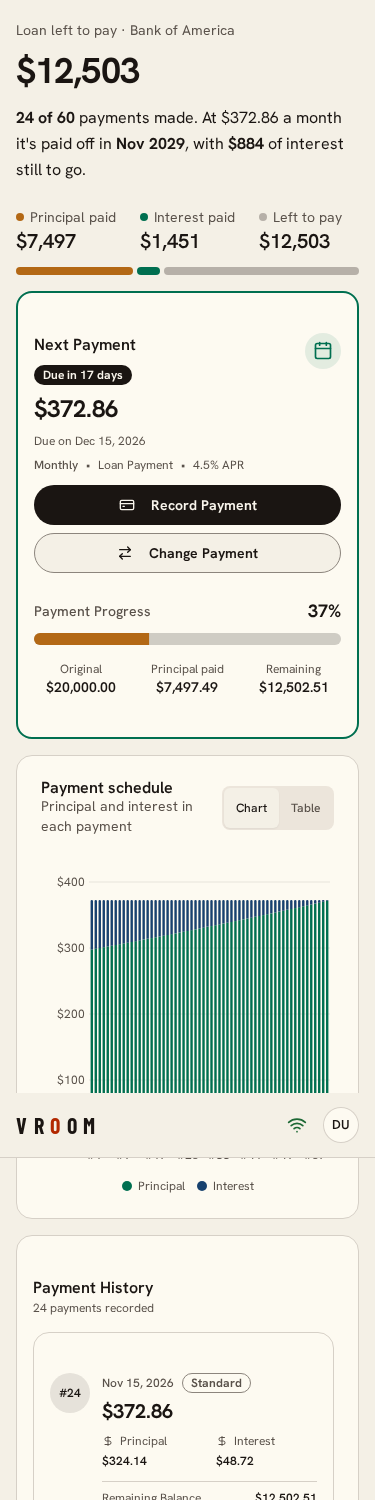 Loan left to pay · Bank of America
$12,503
24 of 60 payments made. At $372.86 a month
it's paid off in Nov 2029, with $884 of interest
still to go.
Principal paid
$7,497
Interest paid
$1,451
Left to pay
$12,503
Next Payment
Due in 17 days
$372.86
Due on Dec 15, 2026
Monthly • Loan Payment • 4.5% APR
Record Payment
Change Payment
Payment Progress 37%
Original
$20,000.00
Principal paid
$7,497.49
Remaining
$12,502.51
Payment schedule
Principal and interest in
each payment
Chart Table
$400
$300
$200
$100
VROOM
DU
Principal Interest
Payment History
24 payments recorded
#24
Nov 15, 2026 Standard
$372.86
$ Principal
$324.14
$ Interest
$48.72
Remaining Balance $12,502.51